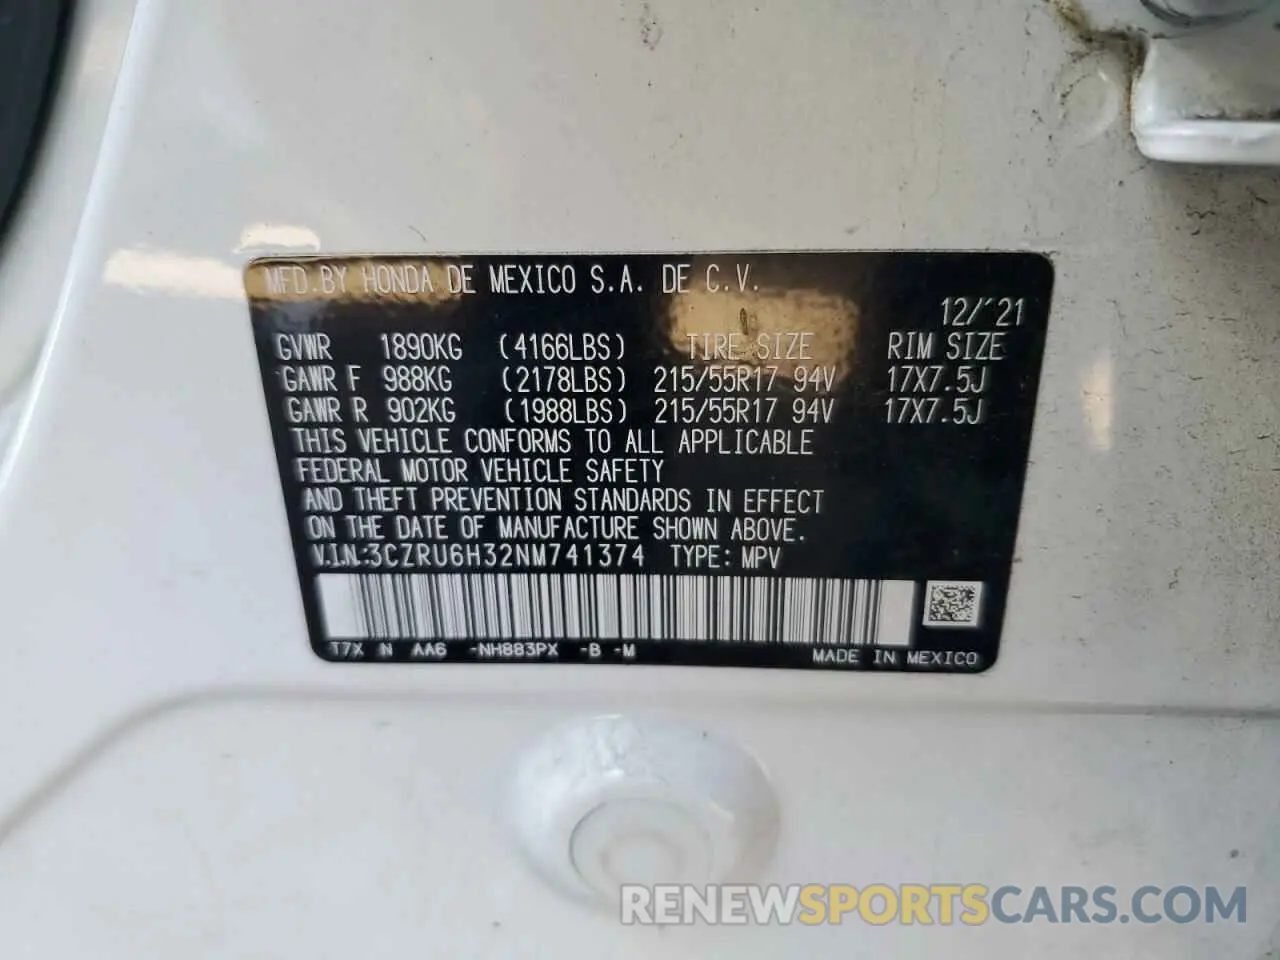 MFD.BY HONDA DE MEXICO S.A. DE C.V.
12/'21
GVWR 1890KG (4166LBS) TIRE SIZE RIM SIZE
GAWR F 988KG (2178LBS) 215/55R17 94V 17X7.5J
GAWR R 902KG (1988LBS) 215/55R17 94V 17X7.5J
THIS VEHICLE CONFORMS TO ALL APPLICABLE
FEDERAL MOTOR VEHICLE SAFETY
AND THEFT PREVENTION STANDARDS IN EFFECT
ON THE DATE OF MANUFACTURE SHOWN ABOVE.
V.I.N.:3CZRU6H32NM741374 TYPE: MPV
T7X N AA6 -NH883PX -B -M
MADE IN MEXICO
RENEWSPORTSCARS.COM